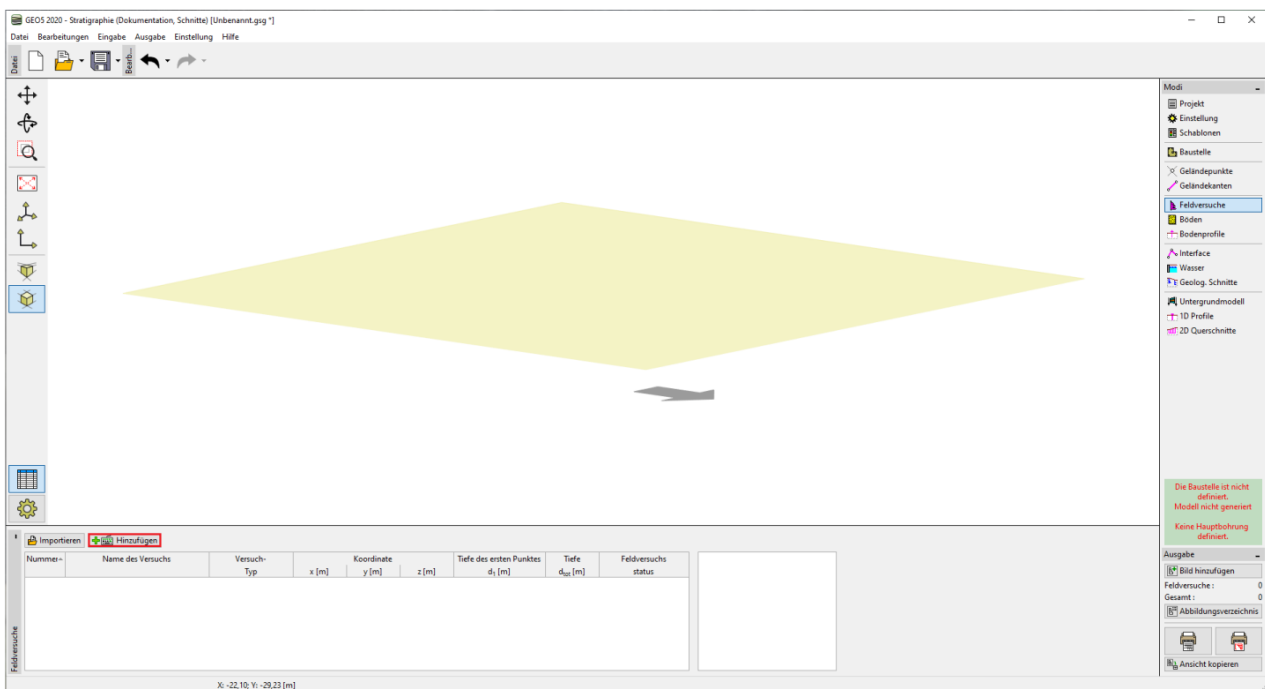 GEO5 2020 - Stratigraphie (Dokumentation, Schnitte) [Unbenannt.gsg *]
Datei Bearbeitungen Eingabe Ausgabe Einstellung Hilfe
Datei
Bearb...
Modi
Projekt
Einstellung
Schablonen
Baustelle
Geländepunkte
Geländekanten
Feldversuche
Böden
Bodenprofile
Interface
Wasser
Geolog. Schnitte
Untergrundmodell
1D Profile
2D Querschnitte
Die Baustelle ist nicht
definiert.
Modell nicht generiert
Keine Hauptbohrung
definiert.
Importieren Hinzufügen
Nummer Name des Versuchs Versuch- Koordinate Tiefe des ersten Punktes Tiefe Feldversuchs
Typ x [m] y [m] z [m] d1 [m] dtot [m] status
Feldversuche
Ausgabe
Bild hinzufügen
Feldversuche : 0
Gesamt : 0
Abbildungsverzeichnis
Ansicht kopieren
X: -22,10; Y: -29,23 [m]